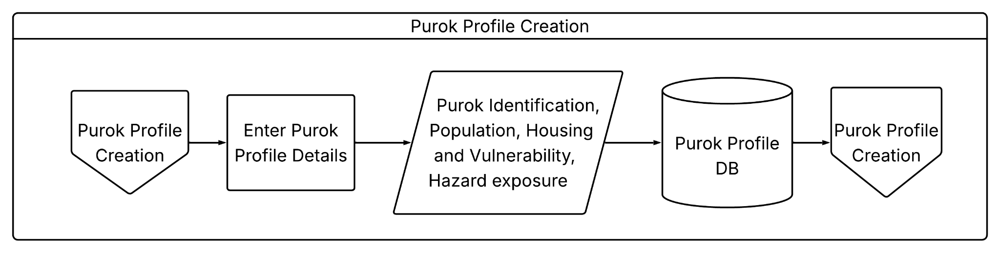 Purok Profile Creation
Purok Profile
Creation
Enter Purok
Profile Details
Purok Identification,
Population, Housing
and Vulnerability,
Hazard exposure
Purok Profile
DB
Purok Profile
Creation